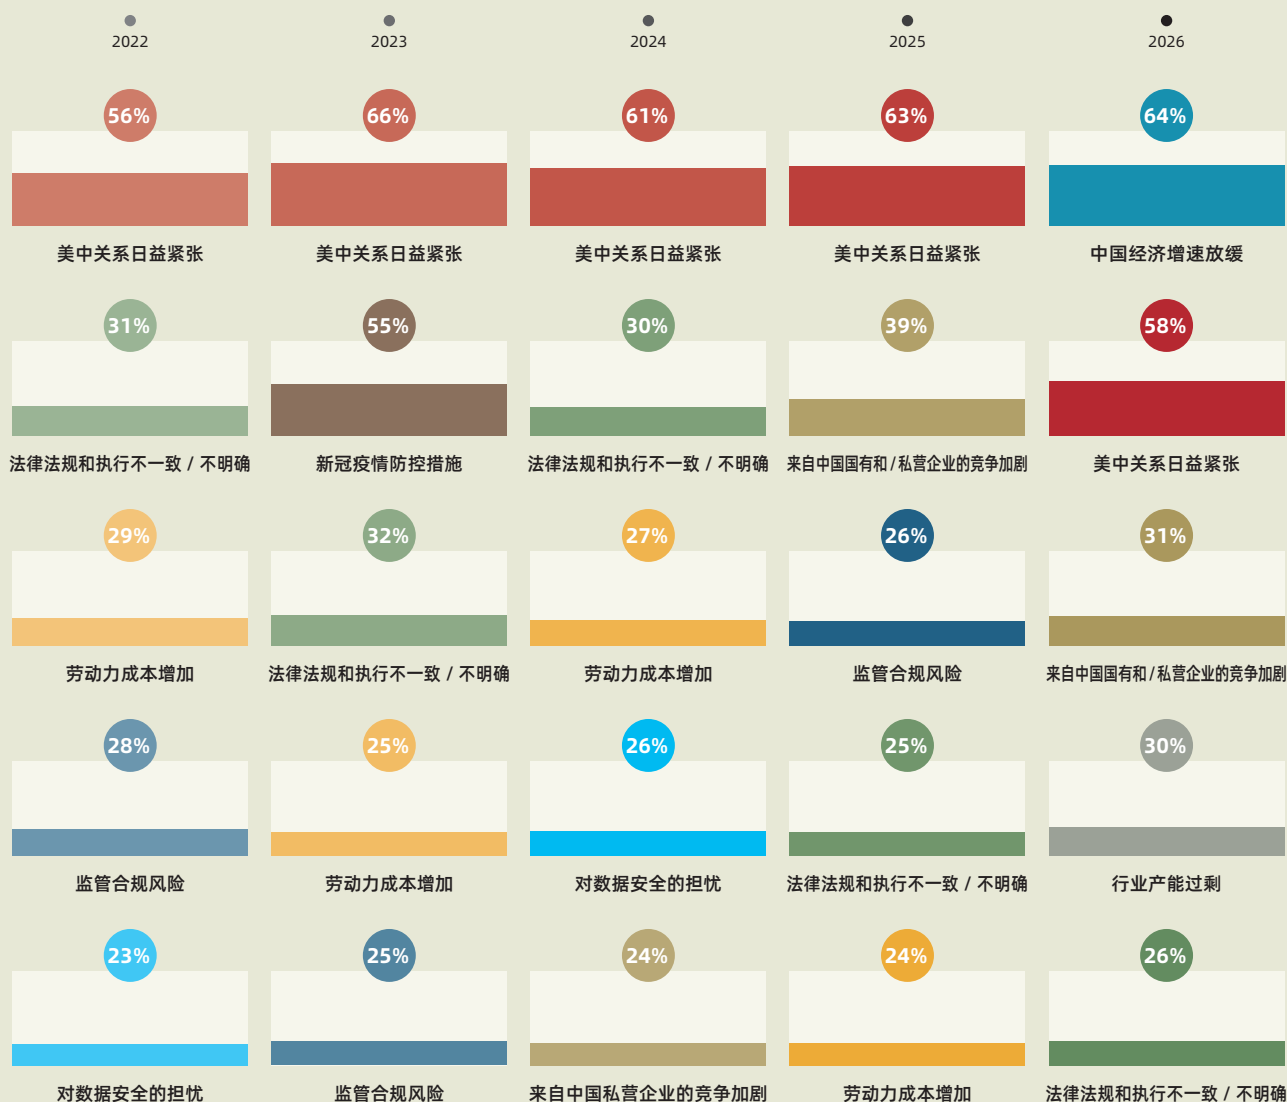 2022 2023 2024 2025 2026
56% 66% 61% 63% 64%
美中关系日益紧张 美中关系日益紧张 美中关系日益紧张 美中关系日益紧张 中国经济增速放缓
31% 55% 30% 39% 58%
法律法规和执行不一致 / 不明确 新冠疫情防控措施 法律法规和执行不一致 / 不明确 来自中国国有和 / 私营企业的竞争加剧 美中关系日益紧张
29% 32% 27% 26% 31%
劳动力成本增加 法律法规和执行不一致 / 不明确 劳动力成本增加 监管合规风险 来自中国国有和 / 私营企业的竞争加剧
28% 25% 26% 25% 30%
监管合规风险 劳动力成本增加 对数据安全的担忧 法律法规和执行不一致 / 不明确 行业产能过剩
23% 25% 24% 24% 26%
对数据安全的担忧 监管合规风险 来自中国私营企业的竞争加剧 劳动力成本增加 法律法规和执行不一致 / 不明确